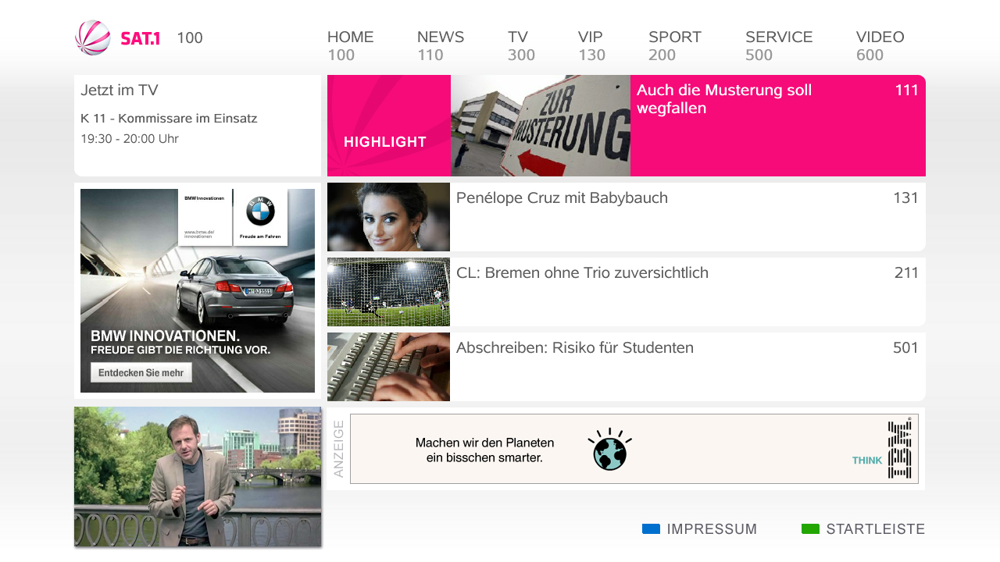 SAT.1 100
HOME NEWS TV VIP SPORT SERVICE VIDEO
100 110 300 130 200 500 600
Jetzt im TV
K 11 - Kommissare im Einsatz
19:30 - 20:00 Uhr
HIGHLIGHT
ZUR
MUSTERUNG
Auch die Musterung soll 111
wegfallen
BMW Innovationen
www.bmw.de/
innovationen
BMW
Freude am Fahren
M·DJ 1511
BMW INNOVATIONEN.
FREUDE GIBT DIE RICHTUNG VOR.
Entdecken Sie mehr
Penélope Cruz mit Babybauch 131
CL: Bremen ohne Trio zuversichtlich 211
Abschreiben: Risiko für Studenten 501
ANZEIGE
Machen wir den Planeten
ein bisschen smarter.
THINK IBM®
IMPRESSUM STARTLEISTE